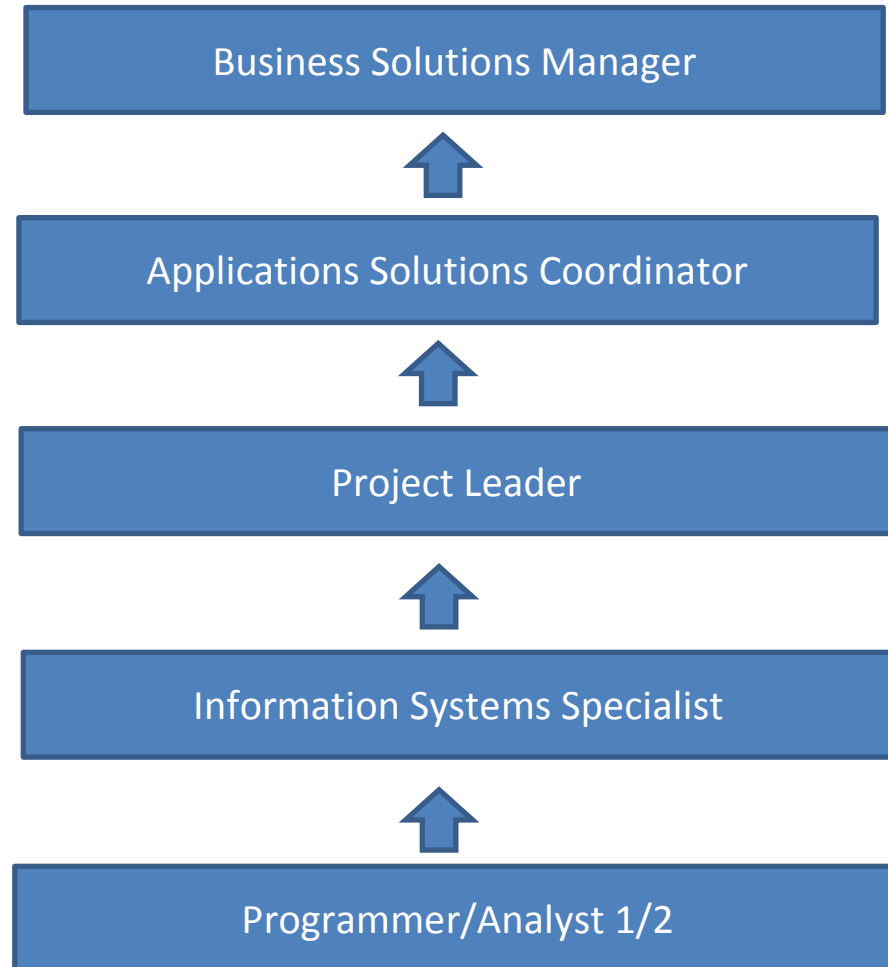 Business Solutions Manager
Applications Solutions Coordinator
Project Leader
Information Systems Specialist
Programmer/Analyst 1/2